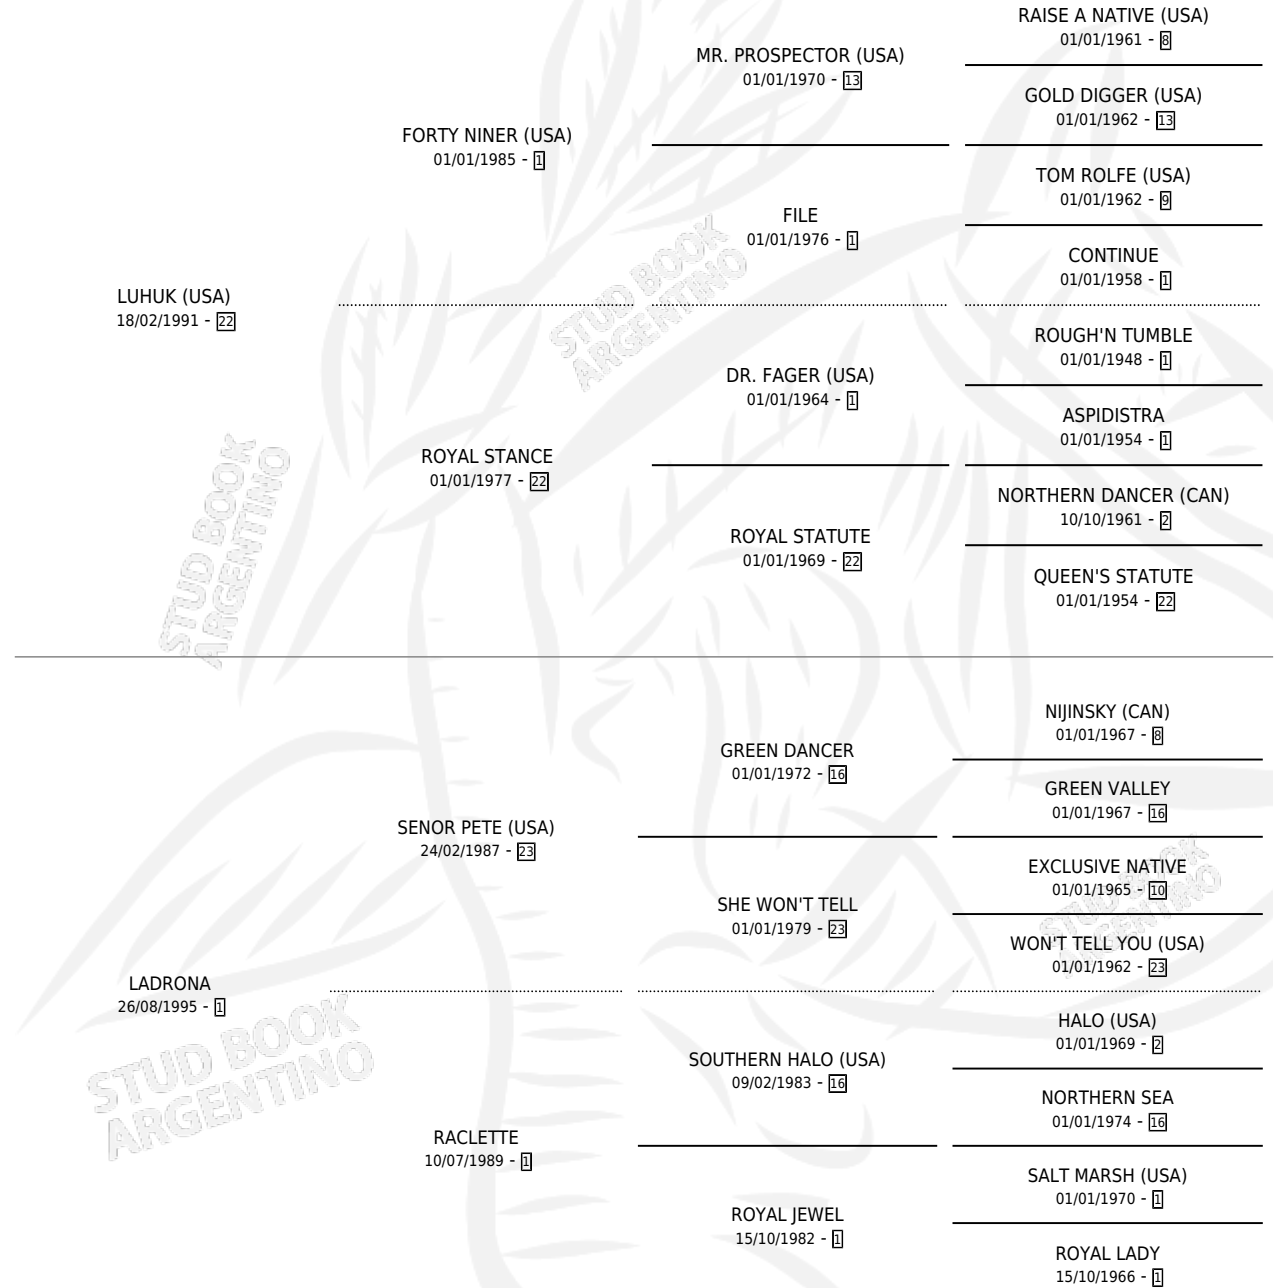 RAISE A NATIVE (USA)
01/01/1961 - 8
MR. PROSPECTOR (USA)
01/01/1970 - 13
GOLD DIGGER (USA)
01/01/1962 - 13
FORTY NINER (USA)
01/01/1985 - 1
TOM ROLFE (USA)
01/01/1962 - 9
FILE
01/01/1976 - 1
CONTINUE
01/01/1958 - 1
LUHUK (USA)
18/02/1991 - 22
ROUGH'N TUMBLE
01/01/1948 - 1
DR. FAGER (USA)
01/01/1964 - 1
ASPIDISTRA
01/01/1954 - 1
ROYAL STANCE
01/01/1977 - 22
NORTHERN DANCER (CAN)
10/10/1961 - 2
ROYAL STATUTE
01/01/1969 - 22
QUEEN'S STATUTE
01/01/1954 - 22
NIJINSKY (CAN)
01/01/1967 - 8
GREEN DANCER
01/01/1972 - 16
GREEN VALLEY
01/01/1967 - 16
SENOR PETE (USA)
24/02/1987 - 23
EXCLUSIVE NATIVE
01/01/1965 - 10
SHE WON'T TELL
01/01/1979 - 23
WON'T TELL YOU (USA)
01/01/1962 - 23
LADRONA
26/08/1995 - 1
HALO (USA)
01/01/1969 - 2
SOUTHERN HALO (USA)
09/02/1983 - 16
NORTHERN SEA
01/01/1974 - 16
RACLETTE
10/07/1989 - 1
SALT MARSH (USA)
01/01/1970 - 1
ROYAL JEWEL
15/10/1982 - 1
ROYAL LADY
15/10/1966 - 1
STUD BOOK
ARGENTINO
STUD BOOK
ARGENTINO
STUD BOOK
ARGENTINO
STUD BOOK
ARGENTINO